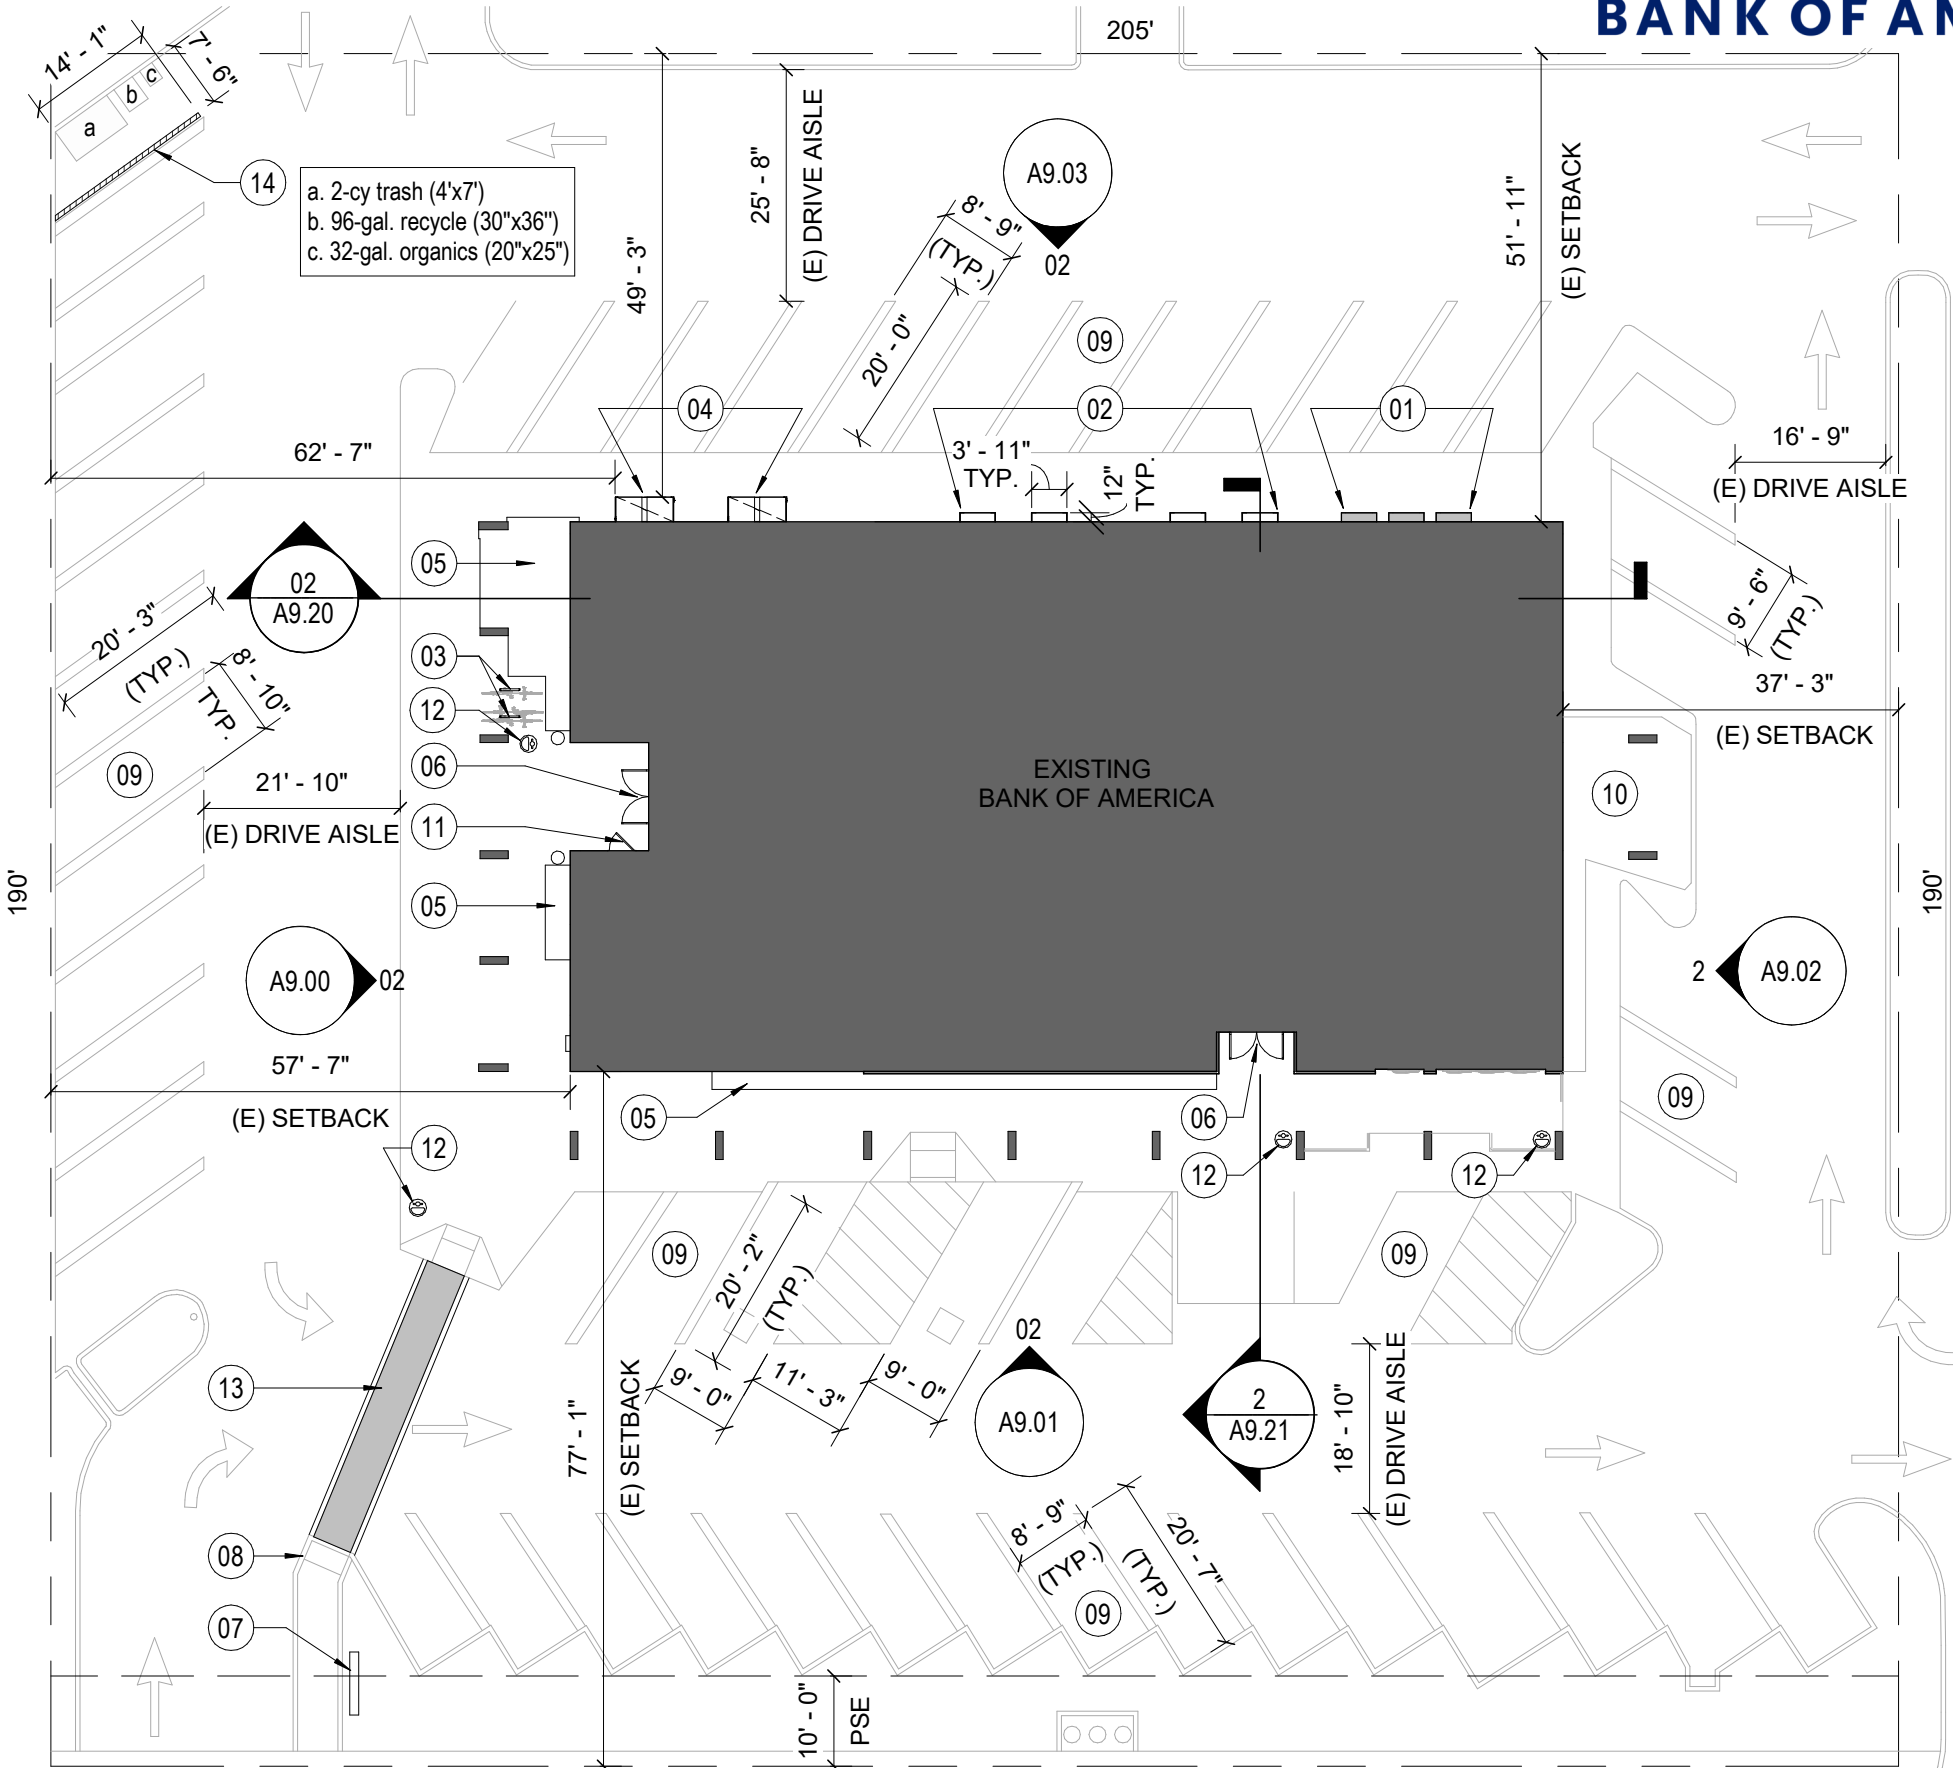 BANK OF AM
205'
14' - 1"
7' - 6"
a
b
c
14
a. 2-cy trash (4'x7')
b. 96-gal. recycle (30"x36")
c. 32-gal. organics (20"x25")
49' - 3"
25' - 8"
(E) DRIVE AISLE
A9.03
02
8' - 9"
(TYP.)
20' - 0"
51' - 11"
(E) SETBACK
09
04
02
01
62' - 7"
3' - 11"
TYP.
12"
TYP.
16' - 9"
(E) DRIVE AISLE
05
02
A9.20
9' - 6"
(TYP.)
20' - 3"
(TYP.)
8' - 10"
TYP.
03
12
37' - 3"
(E) SETBACK
06
09
21' - 10"
(E) DRIVE AISLE
11
EXISTING
BANK OF AMERICA
10
190'
190'
05
A9.00
02
2
A9.02
57' - 7"
(E) SETBACK
05
06
09
12
12
12
09
20' - 2"
(TYP.)
09
9' - 0"
11' - 3"
9' - 0"
02
A9.01
2
A9.21
18' - 10"
(E) DRIVE AISLE
13
77' - 1"
(E) SETBACK
08
8' - 9"
(TYP.)
20' - 7"
(TYP.)
09
07
10' - 0"
PSE